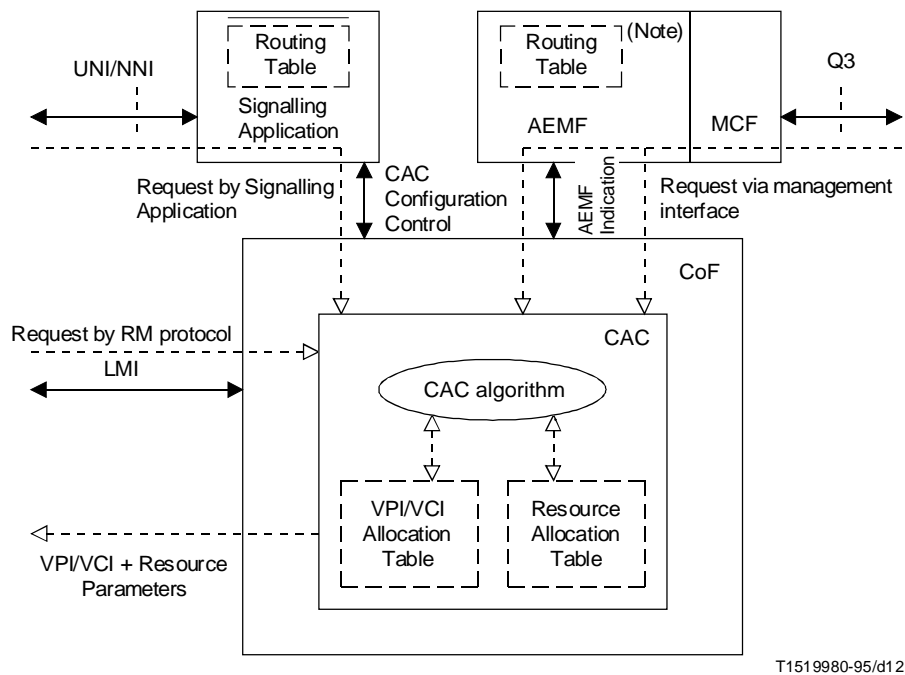 Routing
Table
(Note)
Routing
Table
UNI/NNI
Q3
Signalling
Application
AEMF
MCF
Request by Signalling
Application
CAC
Configuration
Control
AEMF
Indication
Request via management
interface
CoF
Request by RM protocol
CAC
LMI
CAC algorithm
VPI/VCI
Allocation
Table
Resource
Allocation
Table
VPI/VCI + Resource
Parameters
T1519980-95/d12